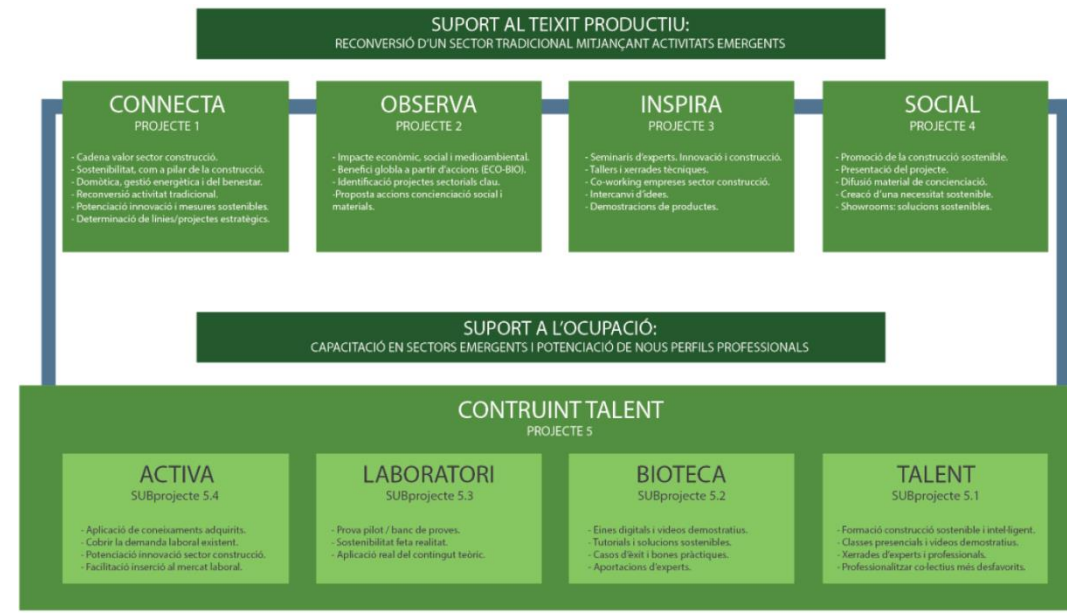 SUPORT AL TEIXIT PRODUCTIU:
RECONVERSIÓ D'UN SECTOR TRADICIONAL MITJANÇANT ACTIVITATS EMERGENTS
CONNECTA
PROJECTE 1
- Cadena valor sector construcció.
- Sostenibilitat, com a pilar de la construcció.
- Domòtica, gestió energètica i del benestar.
- Reconversió activitat tradicional.
- Potenciació innovació i mesures sostenibles.
- Determinació de línies/projectes estratègics.
OBSERVA
PROJECTE 2
- Impacte econòmic, social i medioambiental.
- Benefici globla a partir d'accions (ECO-BIO).
- Identificació projectes sectorials clau.
-Proposta accions concienciació social i
materials.
INSPIRA
PROJECTE 3
- Seminaris d'experts. Innovació i construcció.
- Tallers i xerrades tècniques.
- Co-working empreses sector construcció.
- Intercanvi d'idees.
- Demostracions de productes.
SOCIAL
PROJECTE 4
- Promoció de la construcció sostenible.
- Presentació del projecte.
- Difusió material de concienciació.
- Creacó d'una necessitat sostenible.
- Showrooms: solucions sostenibles.
SUPORT A L'OCUPACIÓ:
CAPACITACIÓ EN SECTORS EMERGENTS I POTENCIACIÓ DE NOUS PERFILS PROFESSIONALS
CONTRUINT TALENT
PROJECTE 5
ACTIVA
SUBprojecte 5.4
- Aplicació de coneixaments adquirits.
- Cobrir la demanda laboral existent.
- Potenciació innovació sector construcció.
- Facilitació inserció al mercat laboral.
LABORATORI
SUBprojecte 5.3
- Prova pilot / banc de proves.
- Sostenibilitat feta realitat.
- Aplicació real del contingut teòric.
BIOTECA
SUBprojecte 5.2
- Eines digitals i videos demostratius.
- Tutorials i solucions sostenibles.
- Casos d'èxit i bones pràctiques.
- Aportacions d'experts.
TALENT
SUBprojecte 5.1
- Formació construcció sostenible i intel·ligent.
- Classes presencials i videos demostratius.
- Xerrades d'experts i professionals.
- Professionalitzar co·lectius més desfavorits.